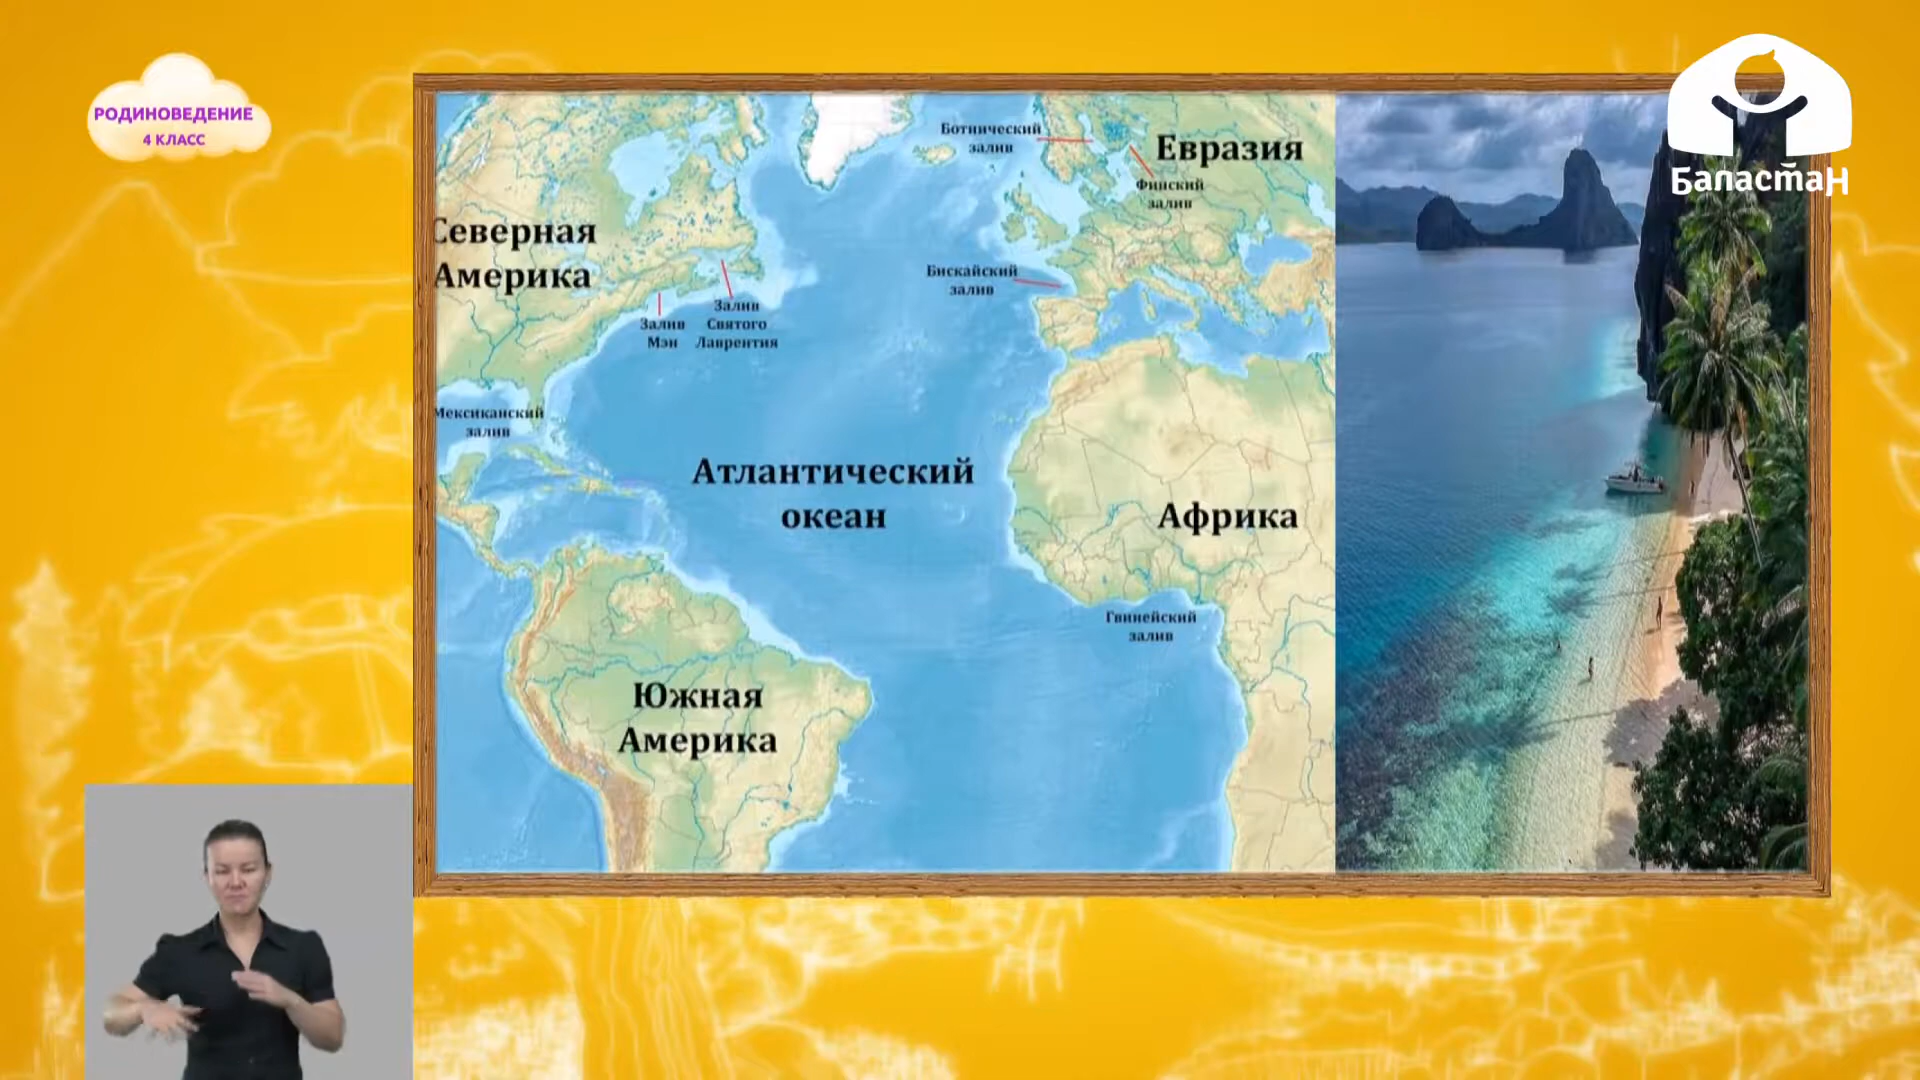 РОДИНОВЕДЕНИЕ
4 КЛАСС
Баластан
Ботнический
залив
Евразия
Финский
залив
Северная
Америка
Бискайский
залив
Залив
Мэн
Залив
Святого
Лаврентия
Мексиканский
залив
Атлантический
океан
Африка
Гвинейский
залив
Южная
Америка